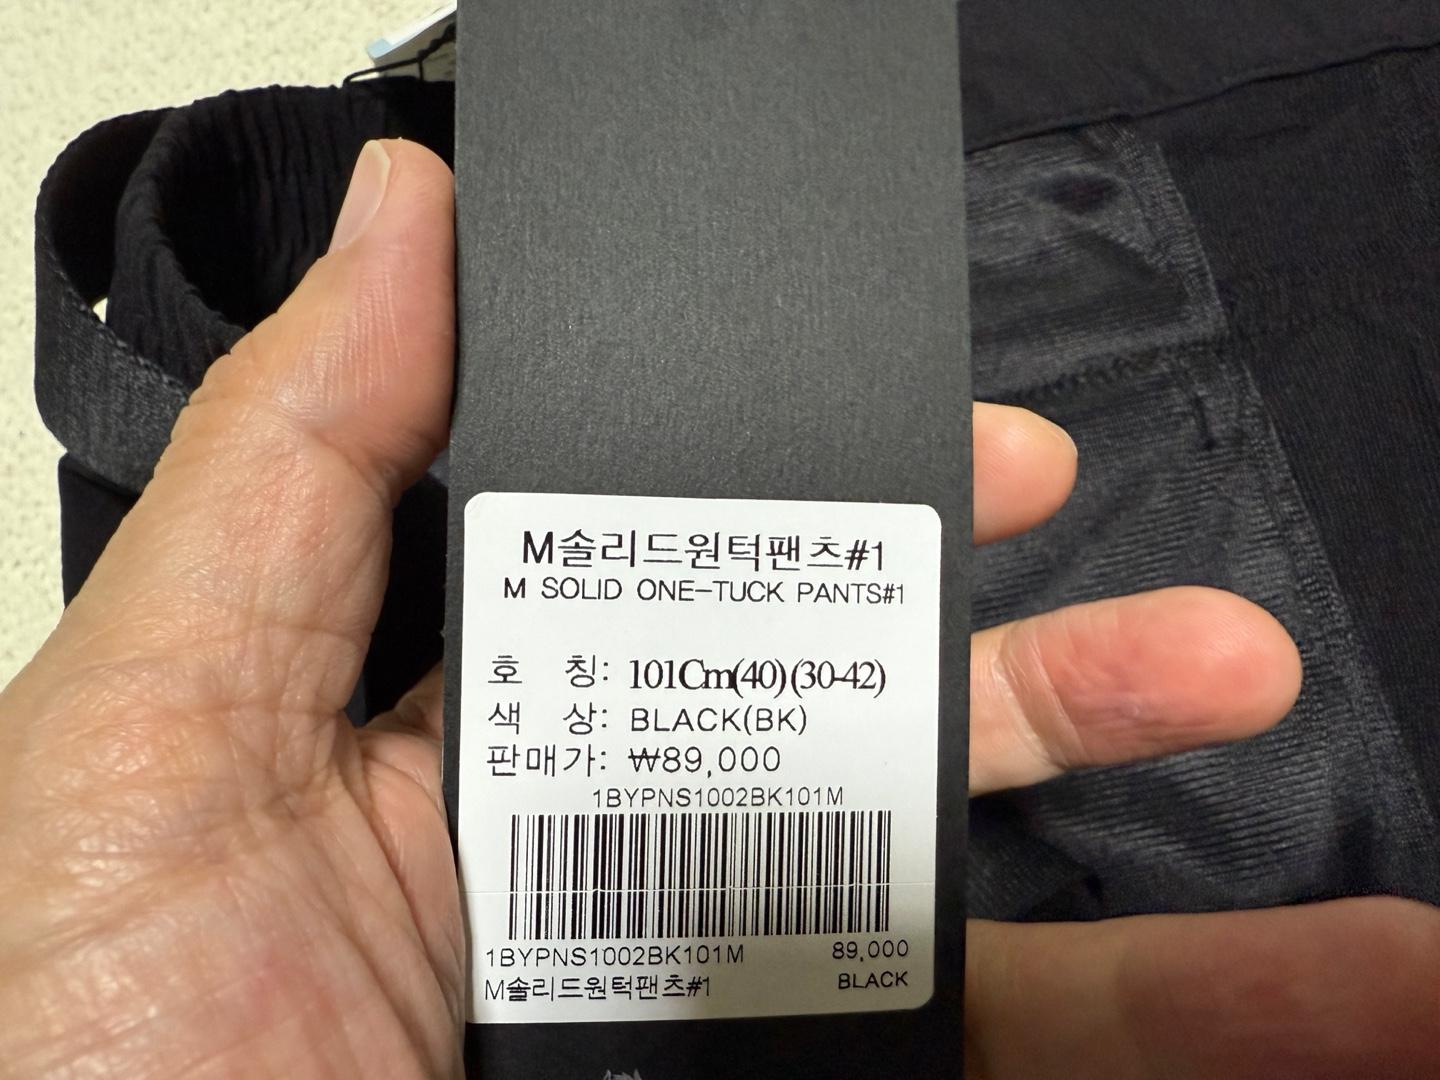 M솔리드원턱팬츠#1
M SOLID ONE-TUCK PANTS#1
호 칭: 101Cm(40)(30-42)
색 상: BLACK(BK)
판매가: ₩89,000
1BYPNS1002BK101M
1BYPNS1002BK101M 89,000
M솔리드원턱팬츠#1 BLACK